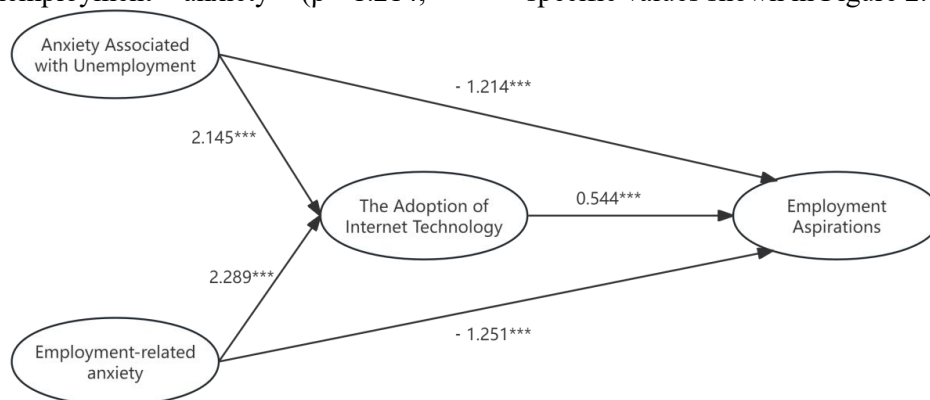 Anxiety Associated
with Unemployment
- 1.214***
2.145***
The Adoption of
Internet Technology
0.544***
Employment
Aspirations
2.289***
- 1.251***
Employment-related
anxiety